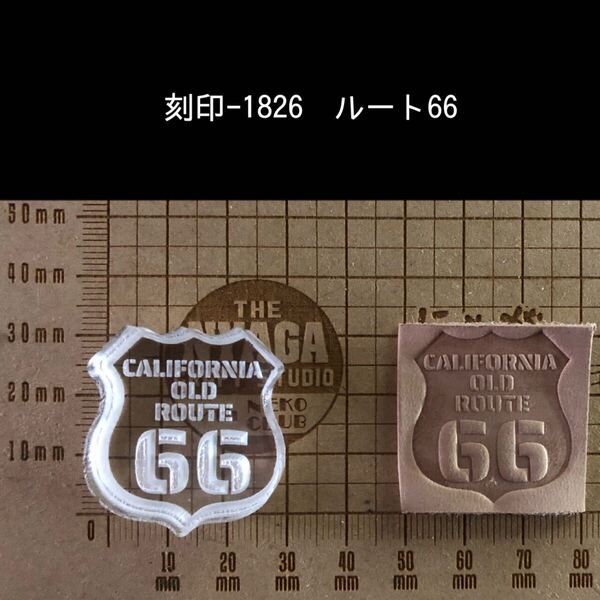 刻印-1826　ルート66
50mm
40mm
30mm
20mm
10mm
0
THE
STUDIO
NEKO
CLUB
CALIFORNIA
OLD
ROUTE
66
CALIFORNIA
OLD
ROUTE
66
10 20 30 40 50 60 70 80
mm mm mm mm mm mm mm mm